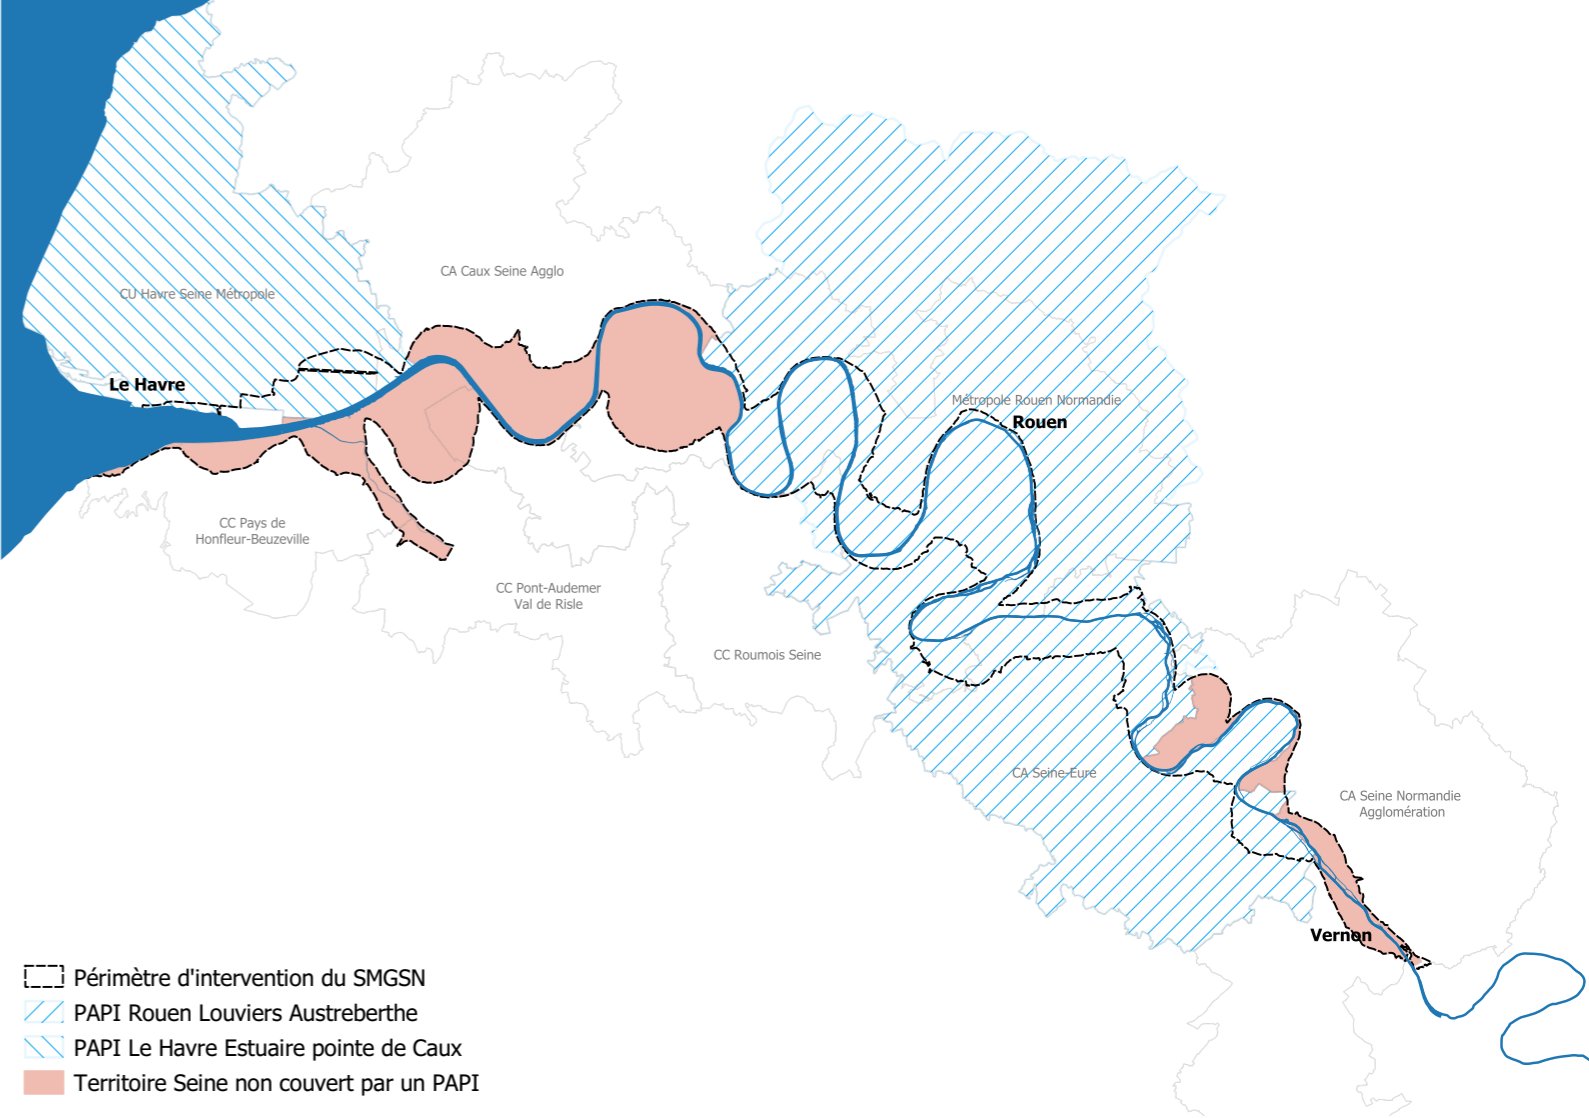 CA Caux Seine Agglo
CU Havre Seine Métropole
Le Havre
Métropole Rouen Normandie
Rouen
CC Pays de
Honfleur-Beuzeville
CC Pont-Audemer
Val de Risle
CC Roumois Seine
CA Seine-Eure
CA Seine Normandie
Agglomération
Vernon
Périmètre d'intervention du SMGSN
PAPI Rouen Louviers Austreberthe
PAPI Le Havre Estuaire pointe de Caux
Territoire Seine non couvert par un PAPI